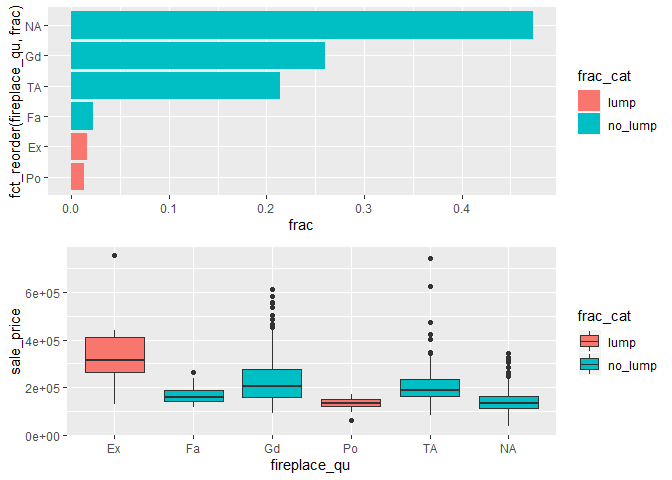 fct_reorder(fireplace_qu, frac)
NA
Gd
TA
Fa
Ex
Po
0.0 0.1 0.2 0.3 0.4
frac
frac_cat
lump
no_lump
sale_price
6e+05
4e+05
2e+05
0e+00
Ex Fa Gd Po TA NA
fireplace_qu
frac_cat
lump
no_lump